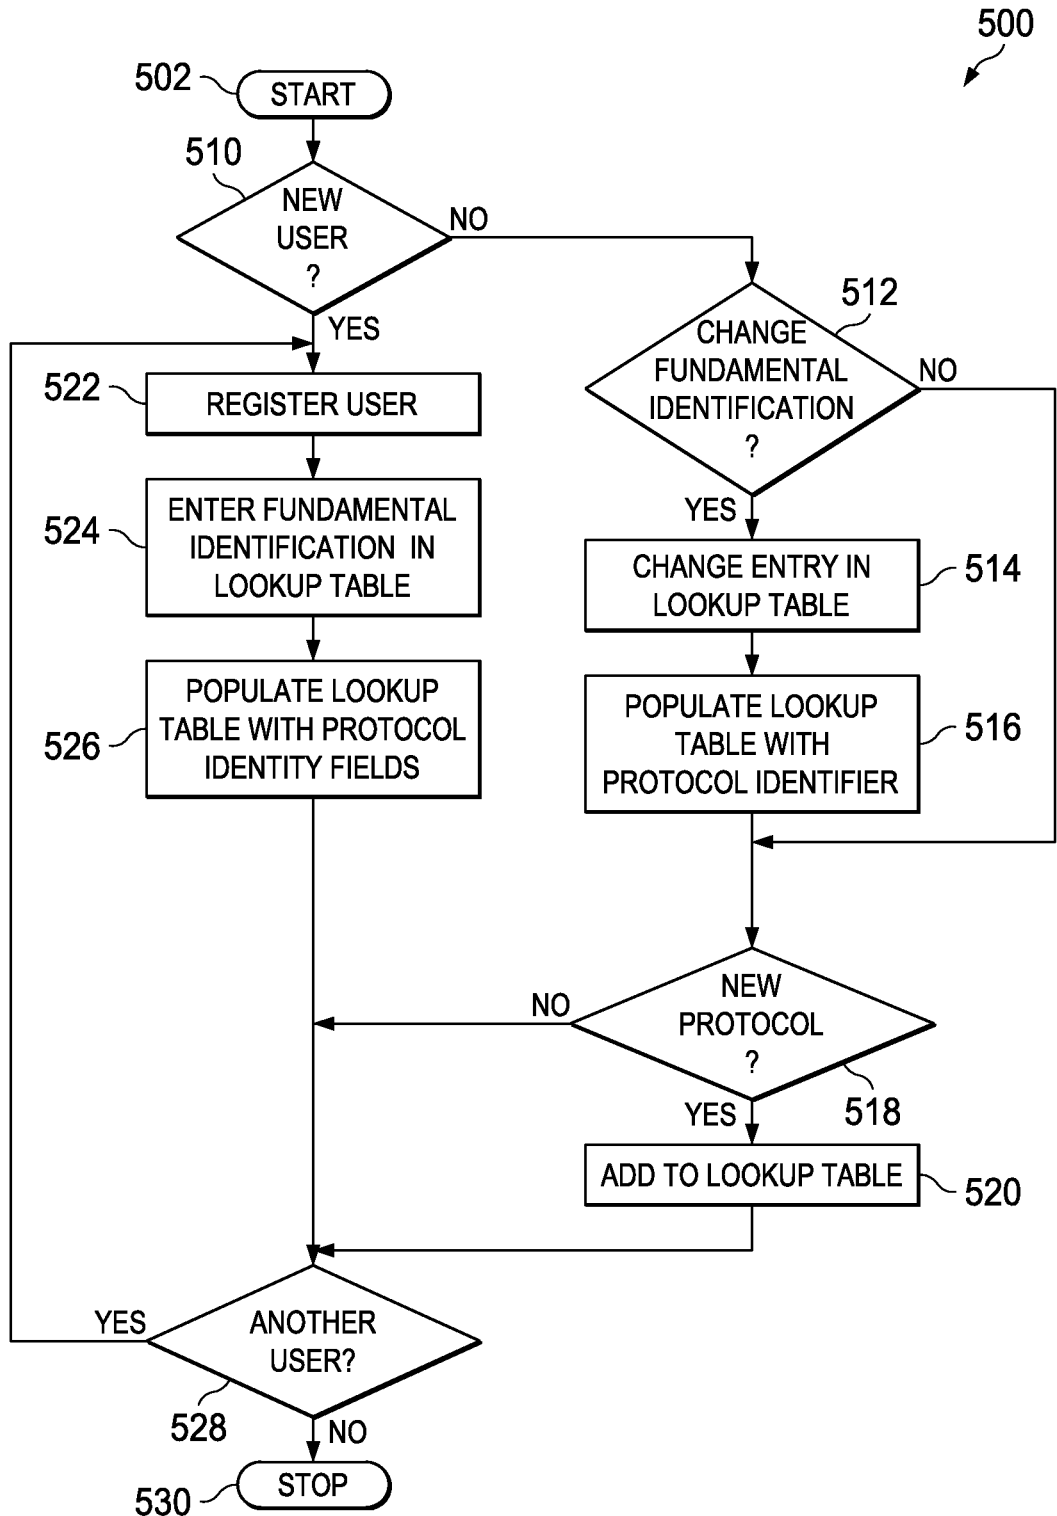 500
502
START
510
NEW
USER
?
NO
YES
512
CHANGE
FUNDAMENTAL
IDENTIFICATION
?
NO
YES
522
REGISTER USER
524
ENTER FUNDAMENTAL
IDENTIFICATION IN
LOOKUP TABLE
514
CHANGE ENTRY IN
LOOKUP TABLE
526
POPULATE LOOKUP
TABLE WITH PROTOCOL
IDENTITY FIELDS
516
POPULATE LOOKUP
TABLE WITH
PROTOCOL IDENTIFIER
NEW
PROTOCOL
?
NO
518
YES
ADD TO LOOKUP TABLE
520
YES
ANOTHER
USER?
528
NO
STOP
530